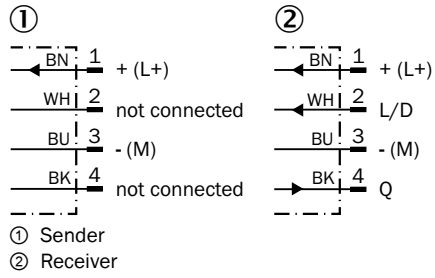 ① ②
BN 1 + (L+) BN 1 + (L+)
WH 2 not connected WH 2 L/D
BU 3 - (M) BU 3 - (M)
BK 4 not connected BK 4 Q
① Sender
② Receiver